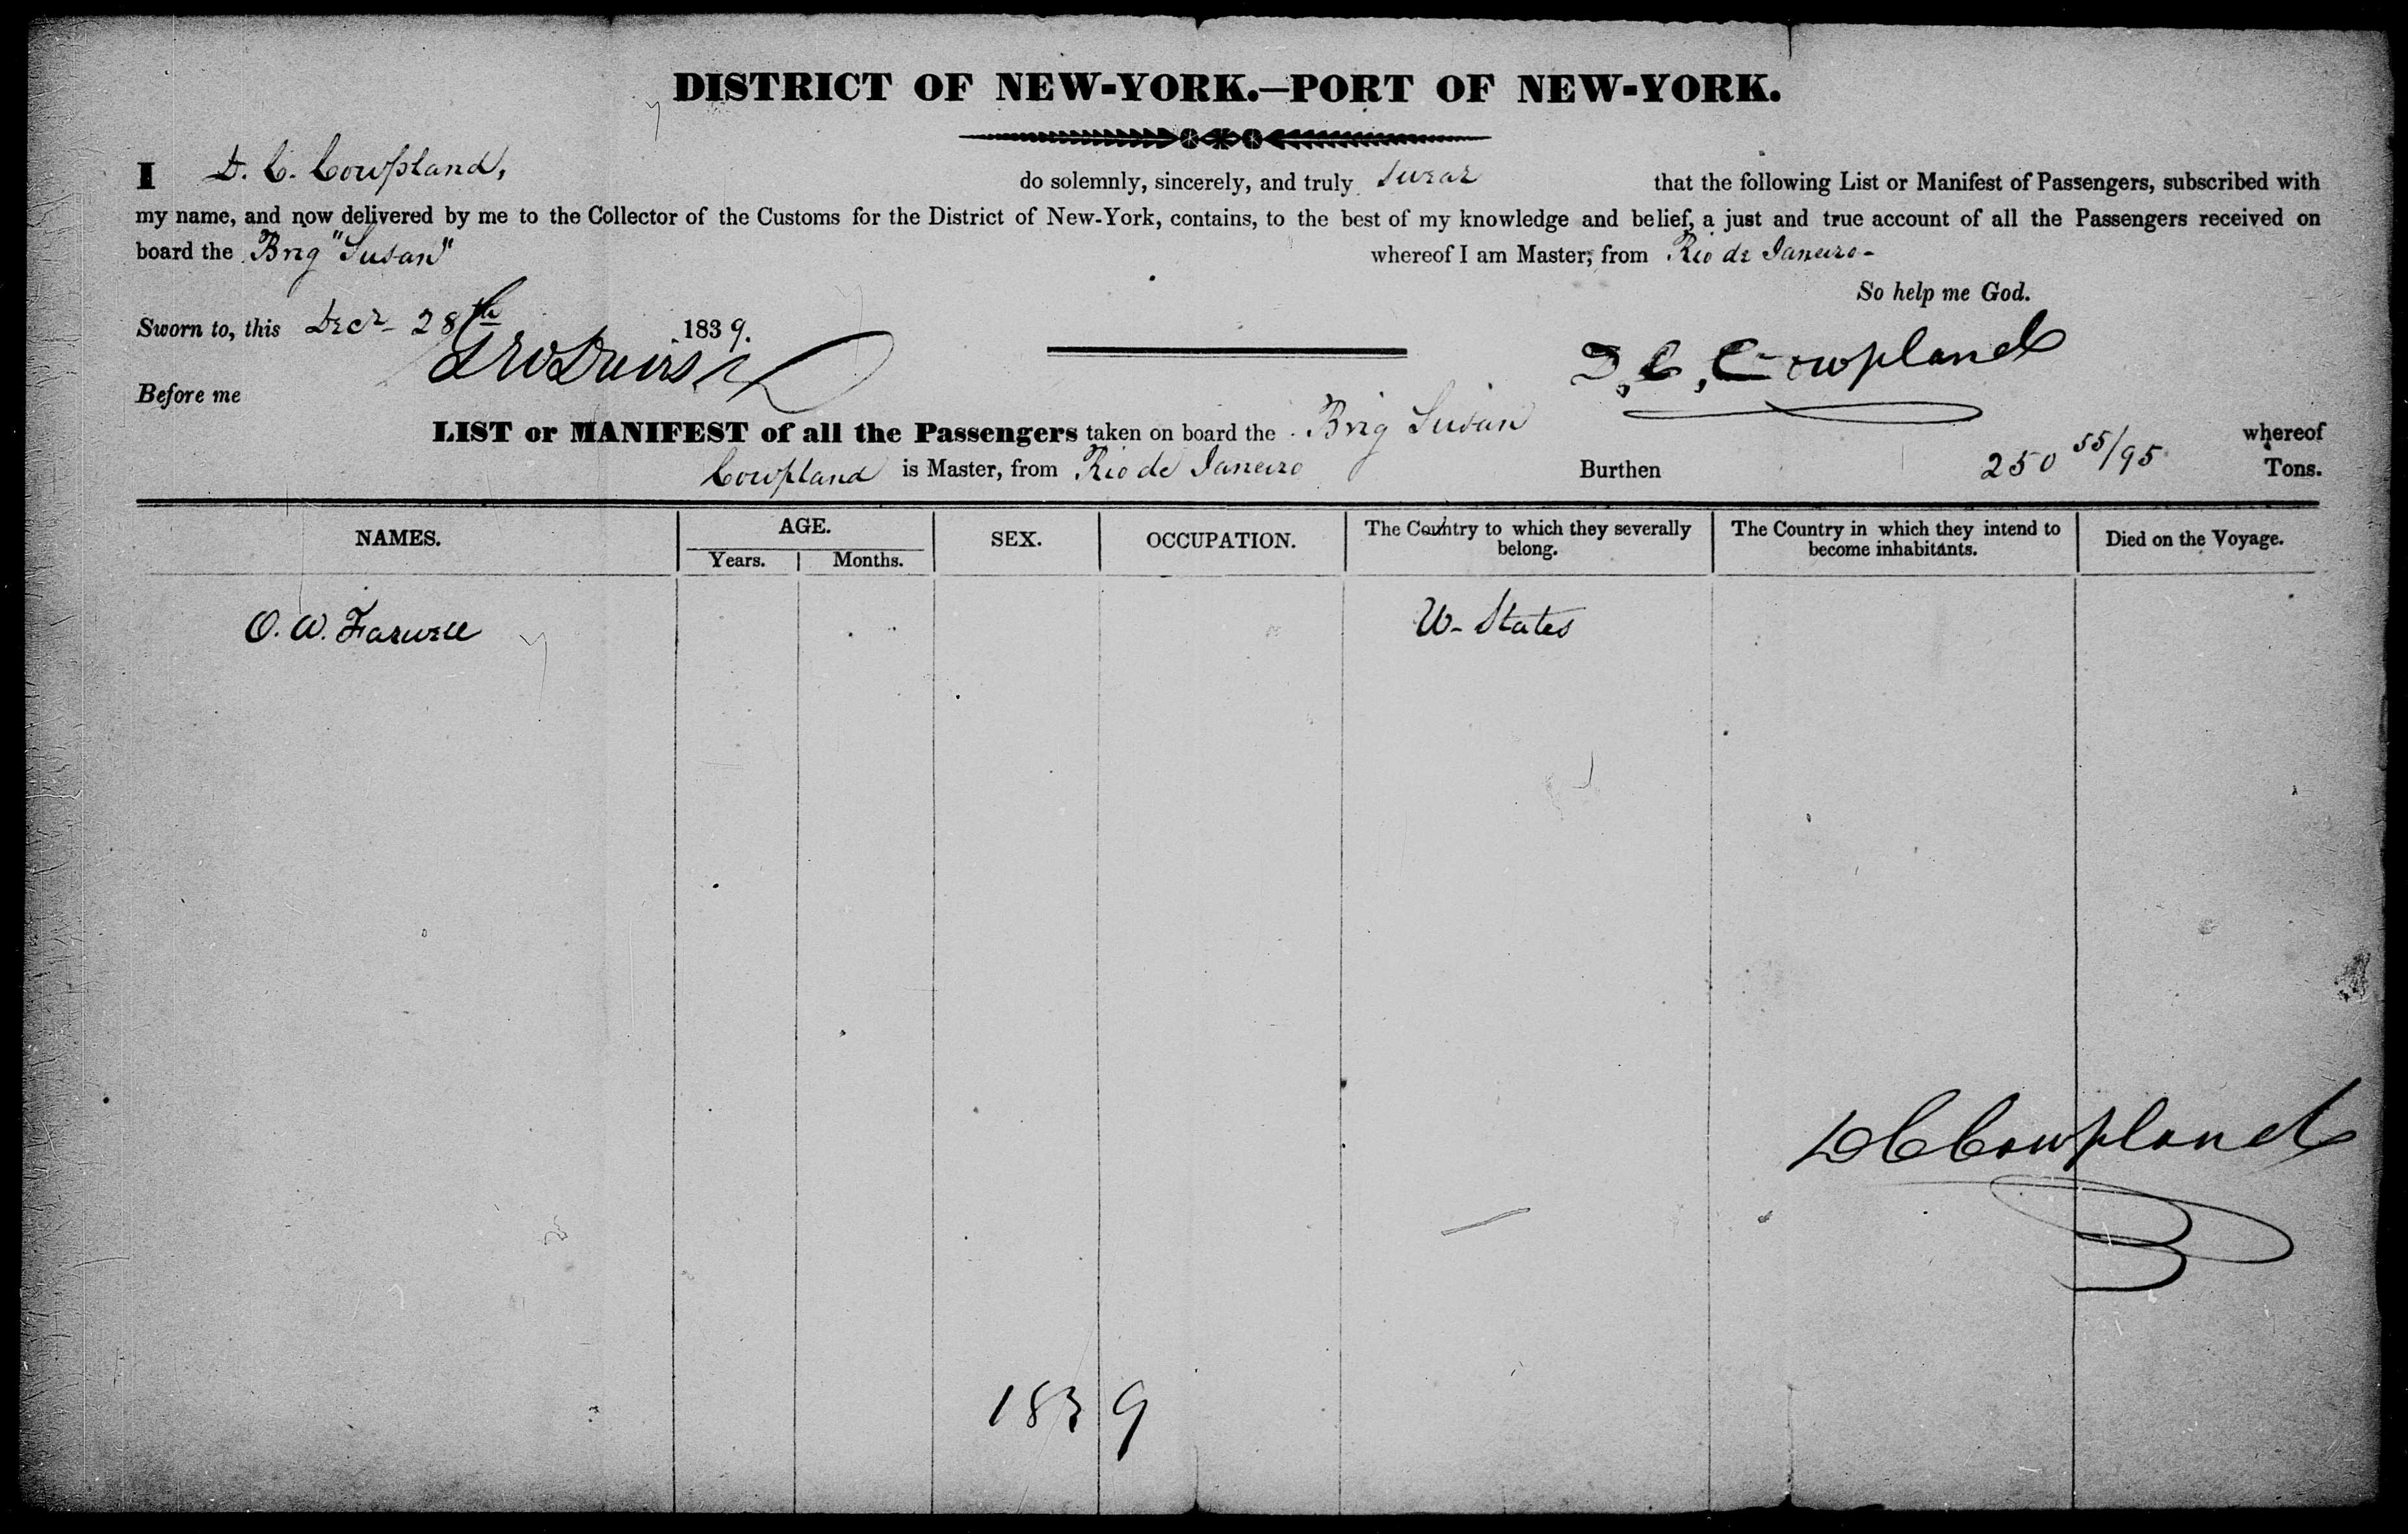 DISTRICT OF NEW-YORK.—PORT OF NEW-YORK.
I D. C. Cowpland, do solemnly, sincerely, and truly swear that the following List or Manifest of Passengers, subscribed with
my name, and now delivered by me to the Collector of the Customs for the District of New-York, contains, to the best of my knowledge and belief, a just and true account of all the Passengers received on
board the Brig "Susan" whereof I am Master, from Rio de Janeiro-
So help me God.
Sworn to, this Decr 28th 1839.
D, C, Cowpland
Before me
LIST or MANIFEST of all the Passengers taken on board the Brig Susan whereof
Cowpland is Master, from Rio de Janeiro Burthen 250 55/95 Tons.
NAMES. AGE. SEX. OCCUPATION. The Country to which they severally belong. The Country in which they intend to become inhabitants. Died on the Voyage.
Years. Months.
O. W. Farwell U- States
D C Cowpland
1839